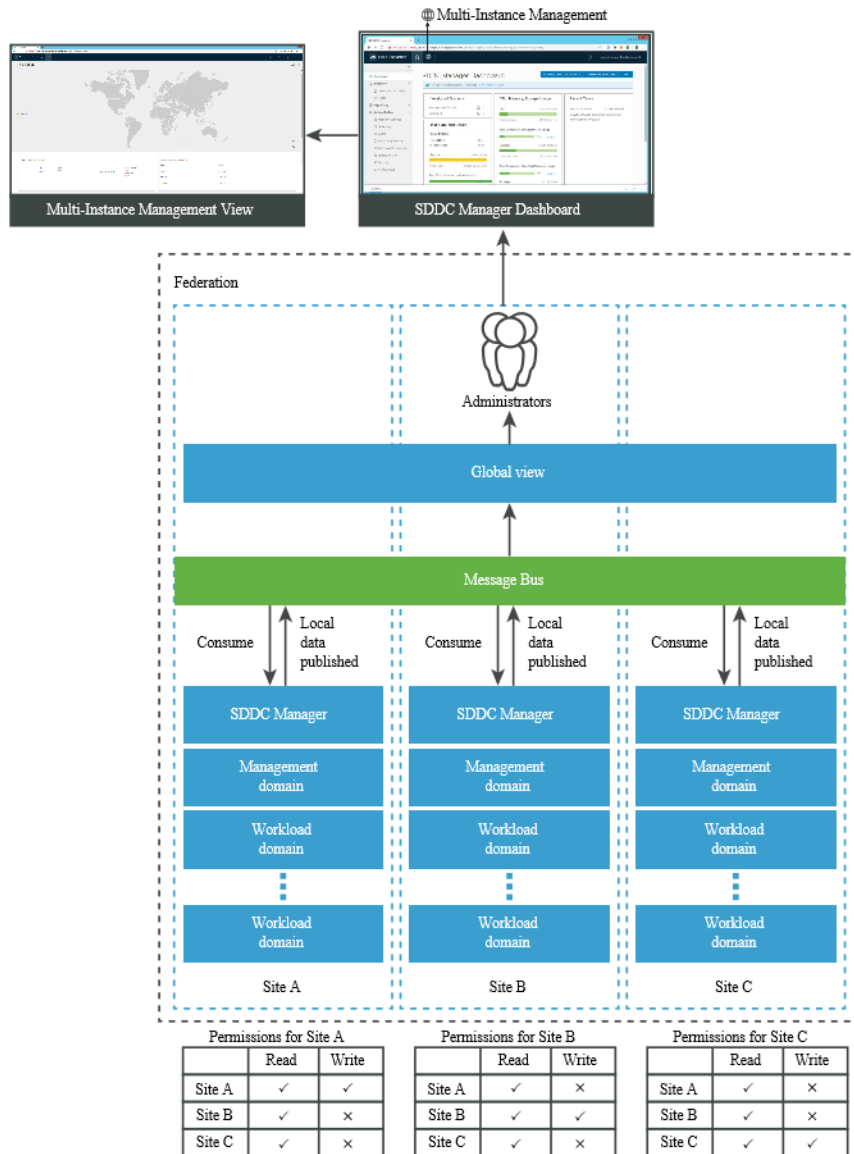 Multi-Instance Management
SDDC Manager Dashboard
Multi-Instance Management View
SDDC Manager Dashboard
Federation
Administrators
Global view
Message Bus
Consume
Local
data
published
Consume
Local
data
published
Consume
Local
data
published
SDDC Manager
SDDC Manager
SDDC Manager
Management
domain
Management
domain
Management
domain
Workload
domain
Workload
domain
Workload
domain
Workload
domain
Workload
domain
Workload
domain
Site A
Site B
Site C
Permissions for Site A
Read Write
Site A ✓ ✓
Site B ✓ ×
Site C ✓ ×
Permissions for Site B
Read Write
Site A ✓ ×
Site B ✓ ✓
Site C ✓ ×
Permissions for Site C
Read Write
Site A ✓ ×
Site B ✓ ×
Site C ✓ ✓